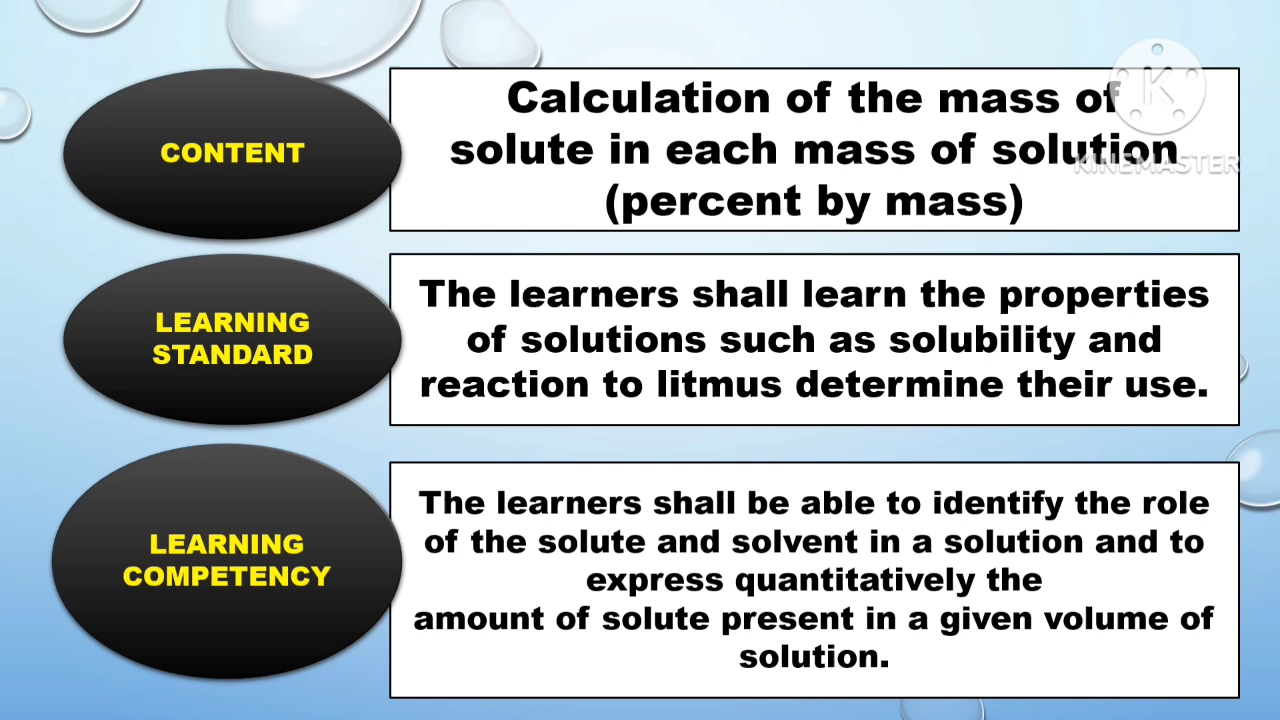 CONTENT
Calculation of the mass of
solute in each mass of solution
(percent by mass)
K
KINEMASTER
LEARNING
STANDARD
The learners shall learn the properties
of solutions such as solubility and
reaction to litmus determine their use.
LEARNING
COMPETENCY
The learners shall be able to identify the role
of the solute and solvent in a solution and to
express quantitatively the
amount of solute present in a given volume of
solution.